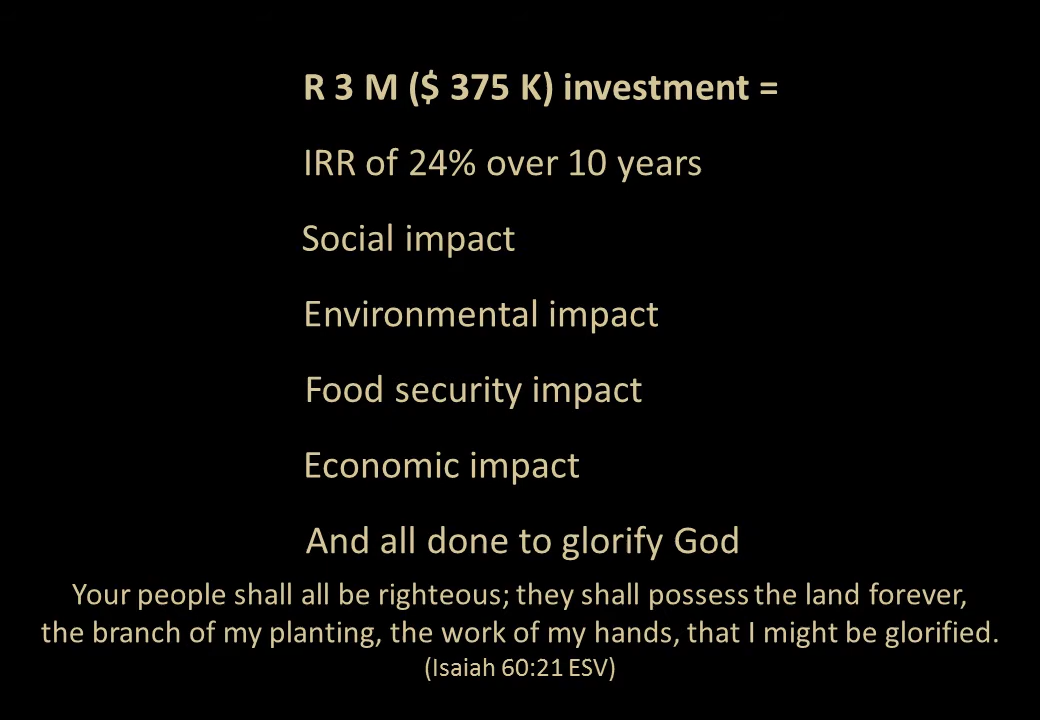 R 3 M ($ 375 K) investment =
IRR of 24% over 10 years
Social impact
Environmental impact
Food security impact
Economic impact
And all done to glorify God
Your people shall all be righteous; they shall possess the land forever,
the branch of my planting, the work of my hands, that I might be glorified.
(Isaiah 60:21 ESV)